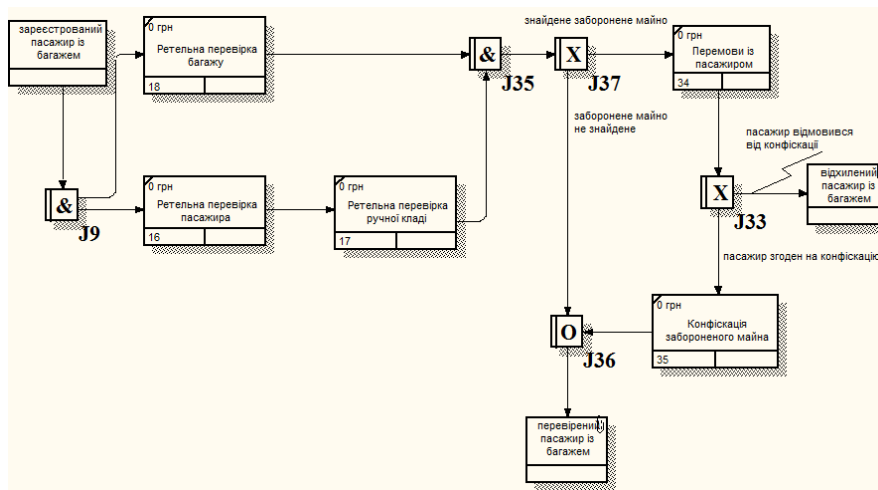 зареєстрований
пасажир із
багажем
0 грн
Ретельна перевірка
багажу
18
&
J35
знайдене заборонене майно
X
J37
0 грн
Перемови із
пасажиром
34
заборонене майно
не знайдене
пасажир відмовився
від конфіскації
&
J9
0 грн
Ретельна перевірка
пасажира
16
0 грн
Ретельна перевірка
ручної кладі
17
X
J33
відхилений
пасажир із
багажем
пасажир згоден на конфіскацію
O
J36
0 грн
Конфіскація
забороненого майна
35
перевірений
пасажир із
багажем